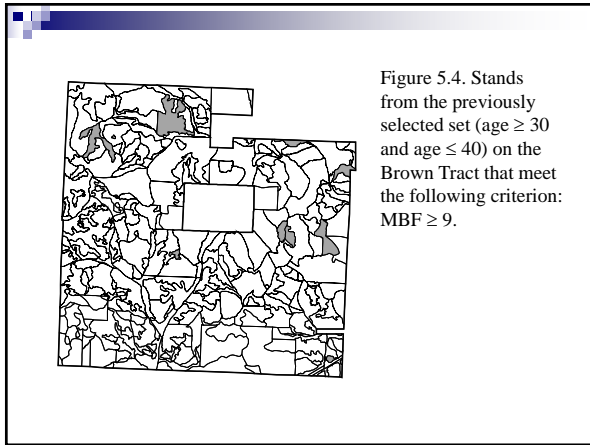 Figure 5.4. Stands
from the previously
selected set (age ≥ 30
and age ≤ 40) on the
Brown Tract that meet
the following criterion:
MBF ≥ 9.